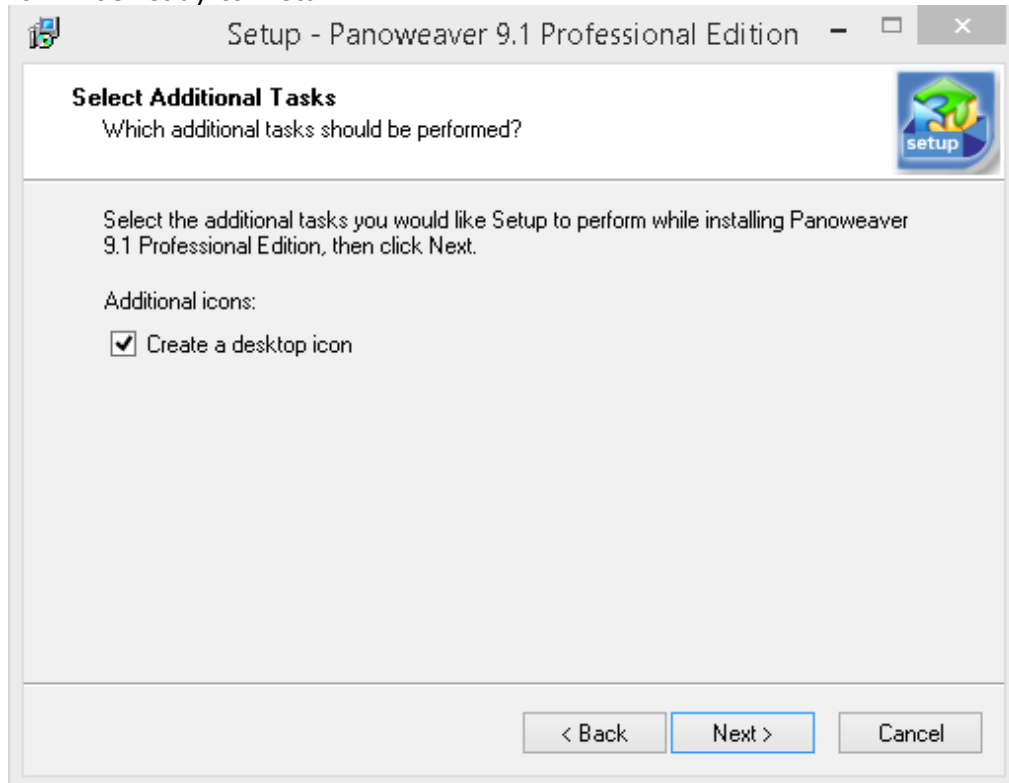 Setup - Panoweaver 9.1 Professional Edition
Select Additional Tasks
Which additional tasks should be performed?
setup
Select the additional tasks you would like Setup to perform while installing Panoweaver
9.1 Professional Edition, then click Next.
Additional icons:
Create a desktop icon
< Back
Next >
Cancel